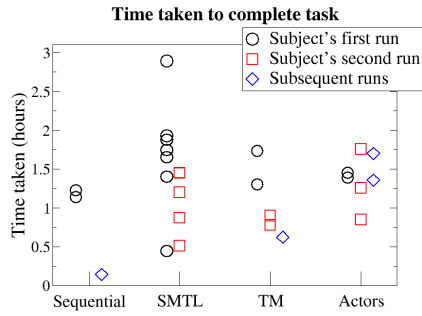 Time taken to complete task
Subject's first run
Subject's second run
Subsequent runs
Time taken (hours)
3
2.5
2
1.5
1
0.5
0
Sequential SMTL TM Actors